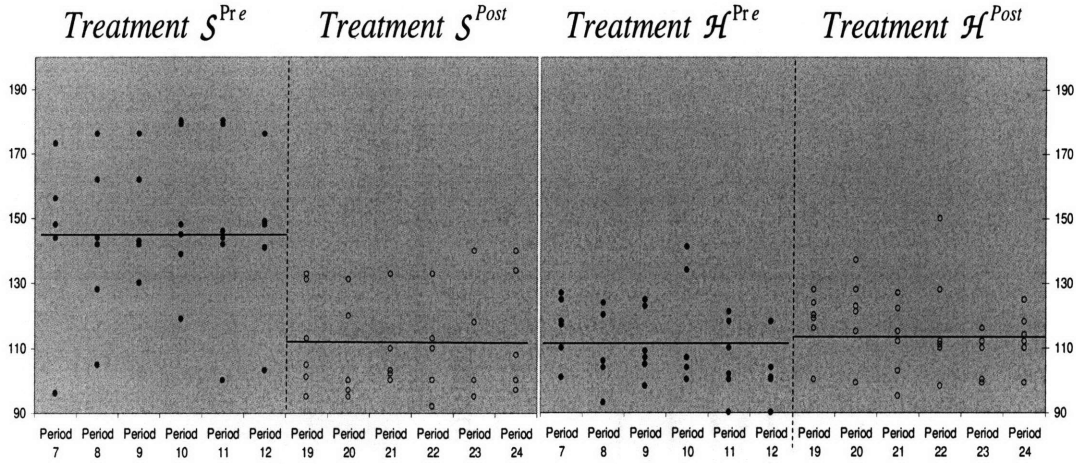 Treatment S^Pre Treatment S^Post Treatment H^Pre Treatment H^Post
190 190
170 170
150 150
130 130
110 110
90 90
Period Period Period Period Period Period Period Period Period Period Period Period Period Period Period Period Period Period Period Period Period Period Period Period
7 8 9 10 11 12 19 20 21 22 23 24 7 8 9 10 11 12 19 20 21 22 23 24